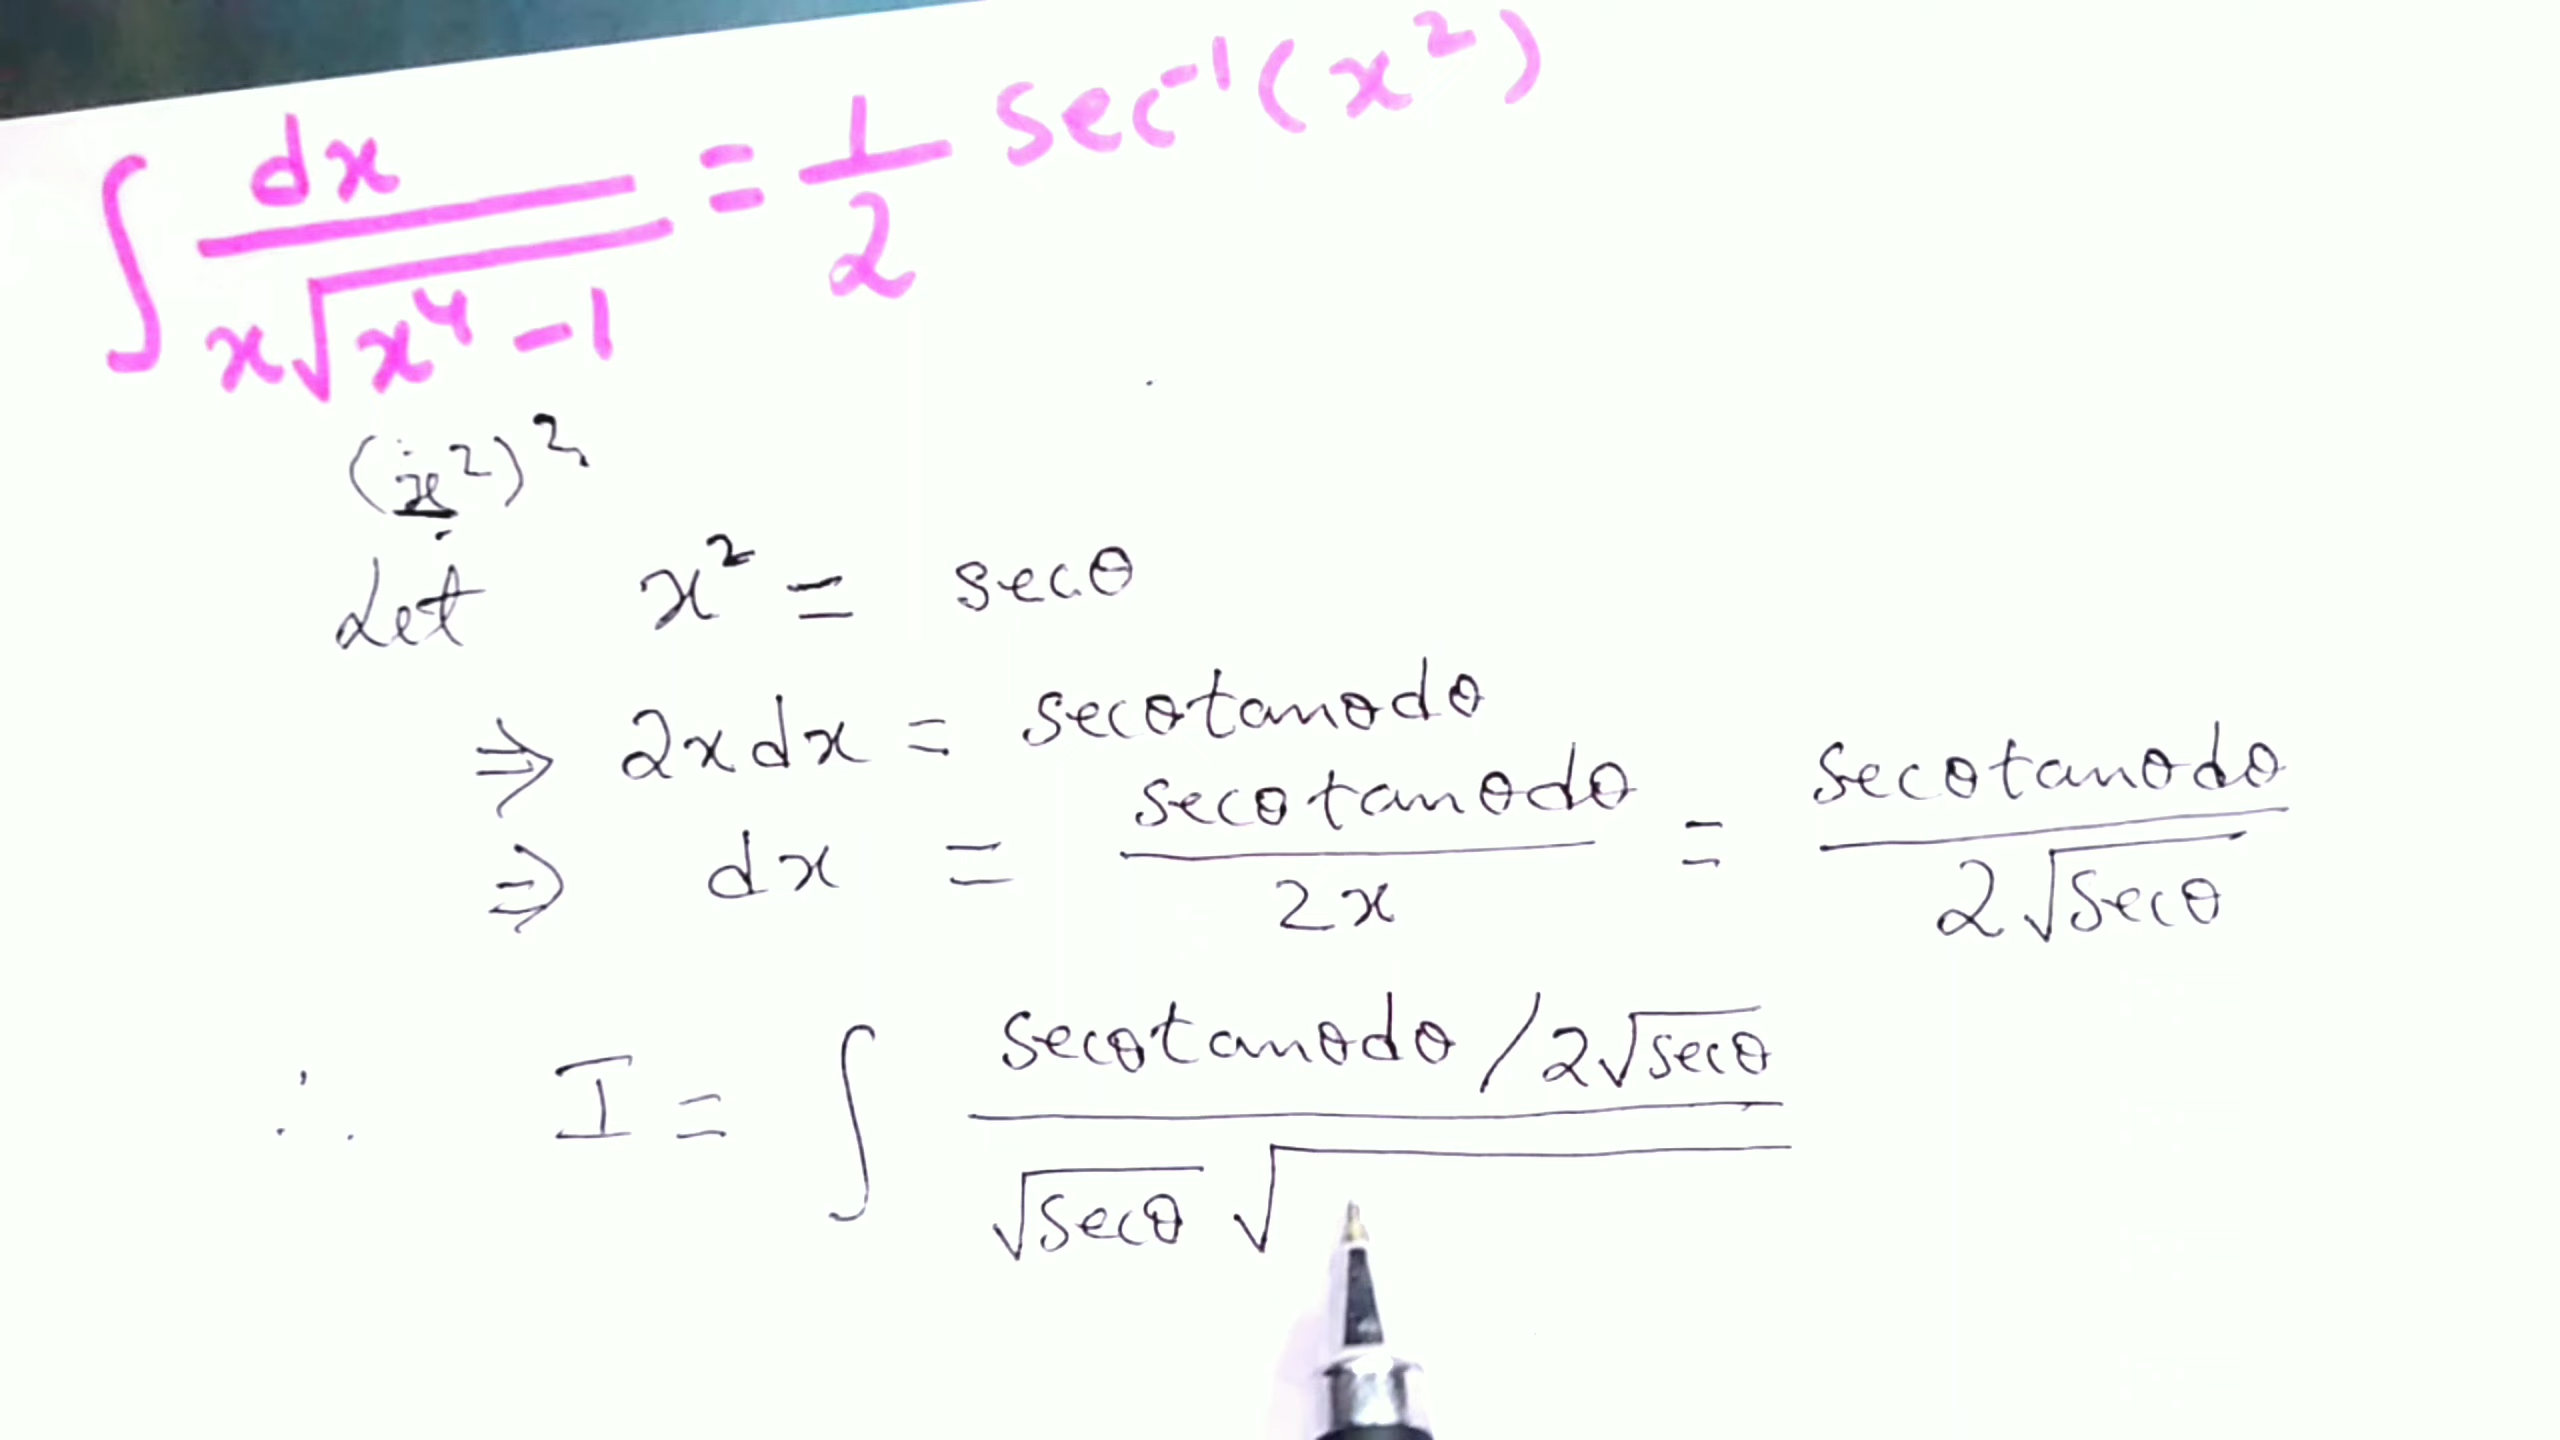 ∫ dx / x√(x⁴ - 1) = 1/2 sec⁻¹(x²)
(x²)²
Let x² = secθ
⇒ 2x dx = secθ tanθ dθ
⇒ dx = secθ tanθ dθ / 2x = secθ tanθ dθ / 2√secθ
∴ I = ∫ secθ tanθ dθ / 2√secθ / √secθ √